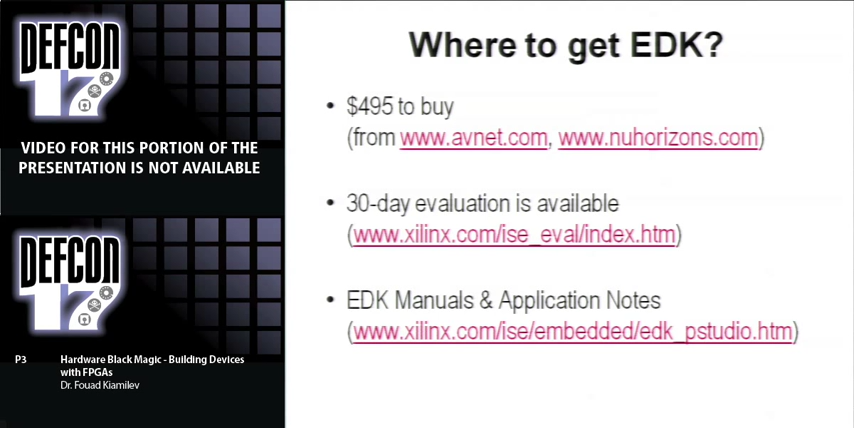 DEFCON
17
VIDEO FOR THIS PORTION OF THE
PRESENTATION IS NOT AVAILABLE
DEFCON
17
P3 Hardware Black Magic - Building Devices
with FPGAs
Dr. Fouad Kiamilev
Where to get EDK?
• $495 to buy
(from www.avnet.com, www.nuhorizons.com)
• 30-day evaluation is available
(www.xilinx.com/ise_eval/index.htm)
• EDK Manuals & Application Notes
(www.xilinx.com/ise/embedded/edk_pstudio.htm)